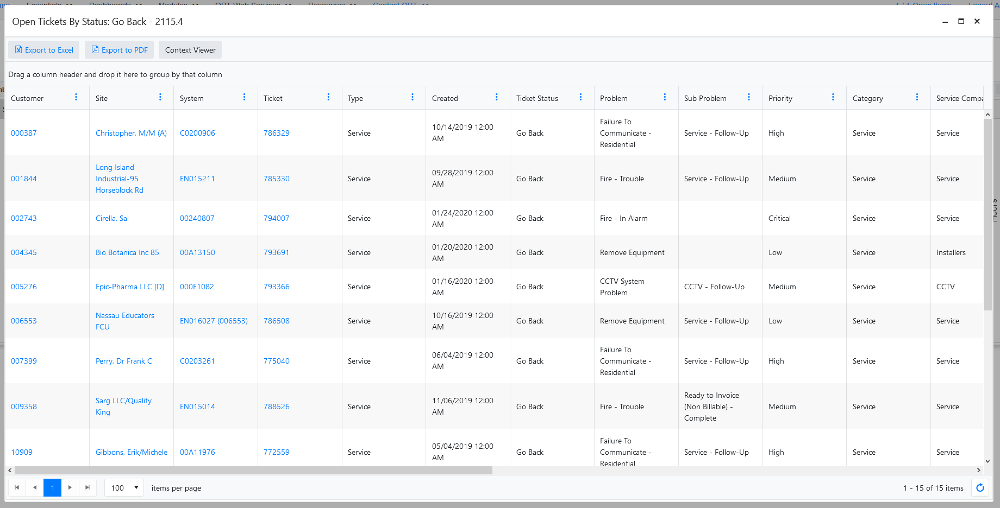 Open Tickets By Status: Go Back - 2115.4
Export to Excel Export to PDF Context Viewer
Drag a column header and drop it here to group by that column
Customer Site System Ticket Type Created Ticket Status Problem Sub Problem Priority Category Service Compa
000387 Christopher, M/M (A) C0200906 786329 Service 10/14/2019 12:00 AM Go Back Failure To Communicate - Residential Service - Follow-Up High Service Service
001844 Long Island Industrial-95 Horseblock Rd EN015211 785330 Service 09/28/2019 12:00 AM Go Back Fire - Trouble Service - Follow-Up Medium Service Service
002743 Cirella, Sal 00240807 794007 Service 01/24/2020 12:00 AM Go Back Fire - In Alarm Critical Service Service
004345 Bio Botanica Inc 85 00A13150 793691 Service 01/20/2020 12:00 AM Go Back Remove Equipment Low Service Installers
005276 Epic-Pharma LLC [D] 000E1082 793366 Service 01/16/2020 12:00 AM Go Back CCTV System Problem CCTV - Follow-Up Medium Service CCTV
006553 Nassau Educators FCU EN016027 (006553) 786508 Service 10/16/2019 12:00 AM Go Back Remove Equipment Service - Follow-Up Low Service Service
007399 Perry, Dr Frank C C0203261 775040 Service 06/04/2019 12:00 AM Go Back Failure To Communicate - Residential Service - Follow-Up High Service Service
009358 Sarg LLC/Quality King EN015014 788526 Service 11/06/2019 12:00 AM Go Back Fire - Trouble Ready to Invoice (Non Billable) - Complete Medium Service Service
10909 Gibbons, Erik/Michele 00A11976 772559 Service 05/04/2019 12:00 AM Go Back Failure To Communicate - Residential Service - Follow-Up High Service Service
1 100 items per page 1 - 15 of 15 items